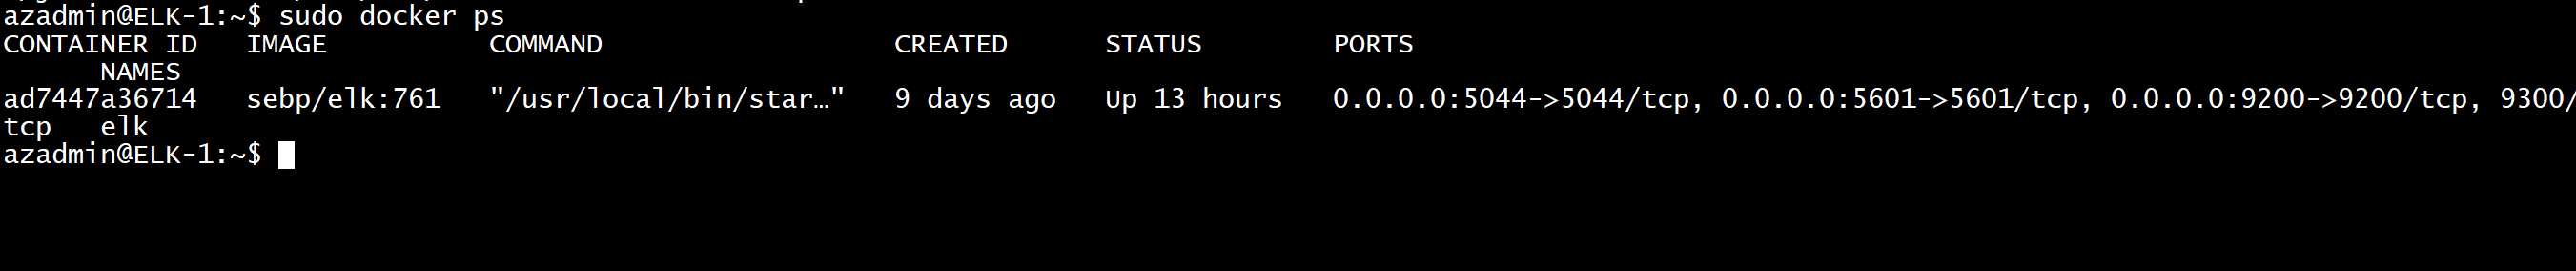 azadmin@ELK-1:~$ sudo docker ps
CONTAINER ID   IMAGE          COMMAND                  CREATED      STATUS        PORTS
      NAMES
ad7447a36714   sebp/elk:761   "/usr/local/bin/star…"   9 days ago   Up 13 hours   0.0.0.0:5044->5044/tcp, 0.0.0.0:5601->5601/tcp, 0.0.0.0:9200->9200/tcp, 9300/
tcp   elk
azadmin@ELK-1:~$